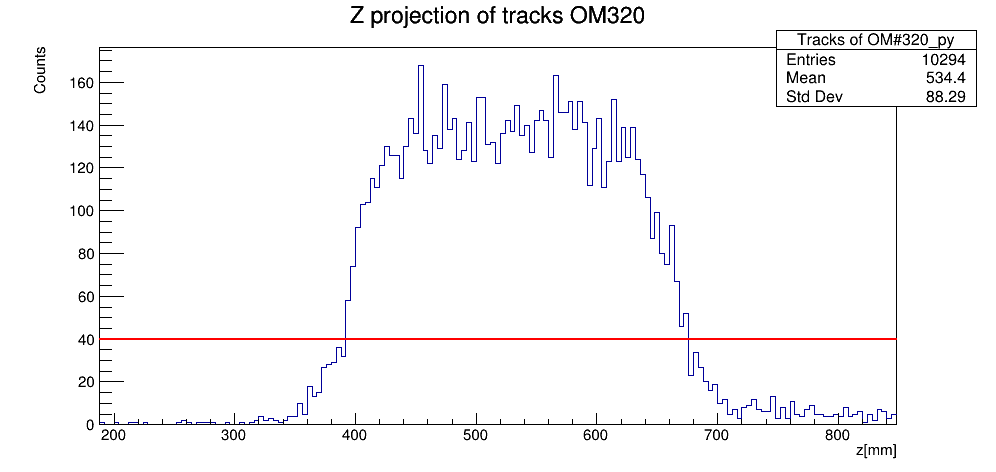 Z projection of tracks OM320
Tracks of OM#320_py
Entries 10294
Mean 534.4
Std Dev 88.29
Counts
160
140
120
100
80
60
40
20
0
200 300 400 500 600 700 800
z[mm]